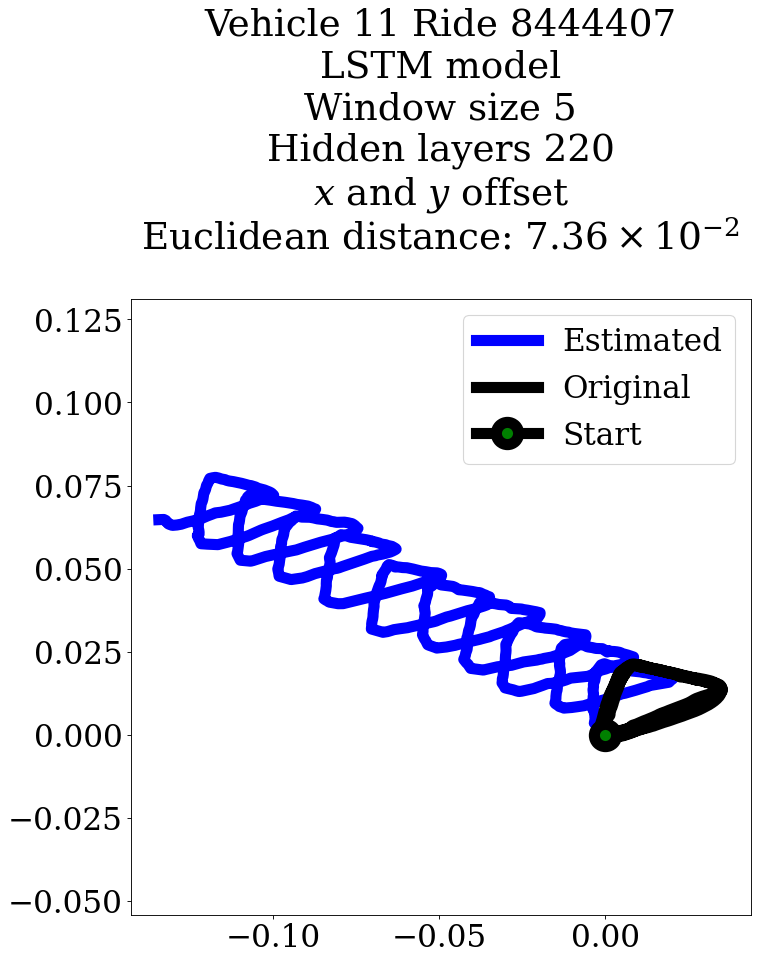 Vehicle 11 Ride 8444407
LSTM model
Window size 5
Hidden layers 220
x and y offset
Euclidean distance: 7.36 × 10⁻²
Estimated
Original
Start
0.125
0.100
0.075
0.050
0.025
0.000
−0.025
−0.050
−0.10 −0.05 0.00